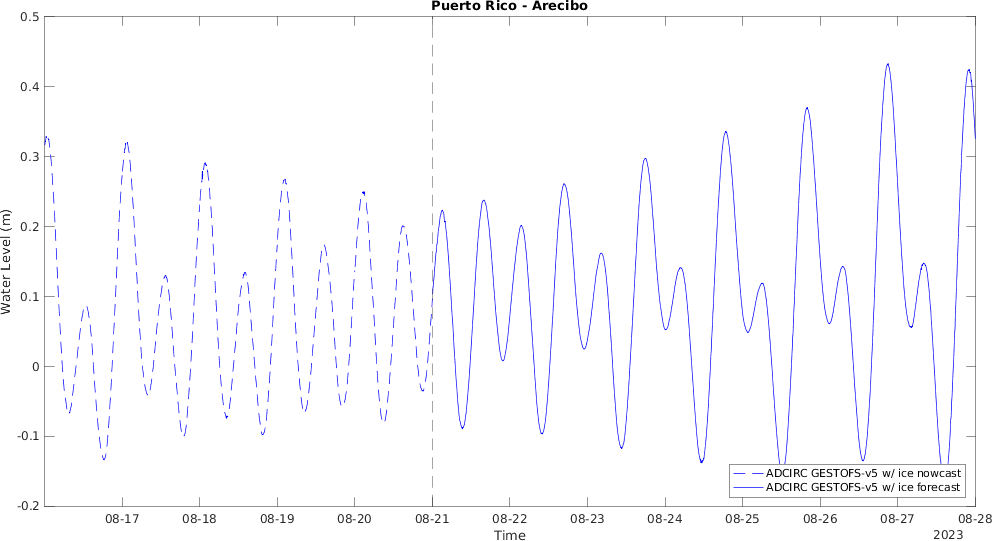 Puerto Rico - Arecibo
0.5
0.4
0.3
0.2
0.1
0
-0.1
-0.2
Water Level (m)
ADCIRC GESTOFS-v5 w/ ice nowcast
ADCIRC GESTOFS-v5 w/ ice forecast
08-17 08-18 08-19 08-20 08-21 08-22 08-23 08-24 08-25 08-26 08-27 08-28
Time
2023